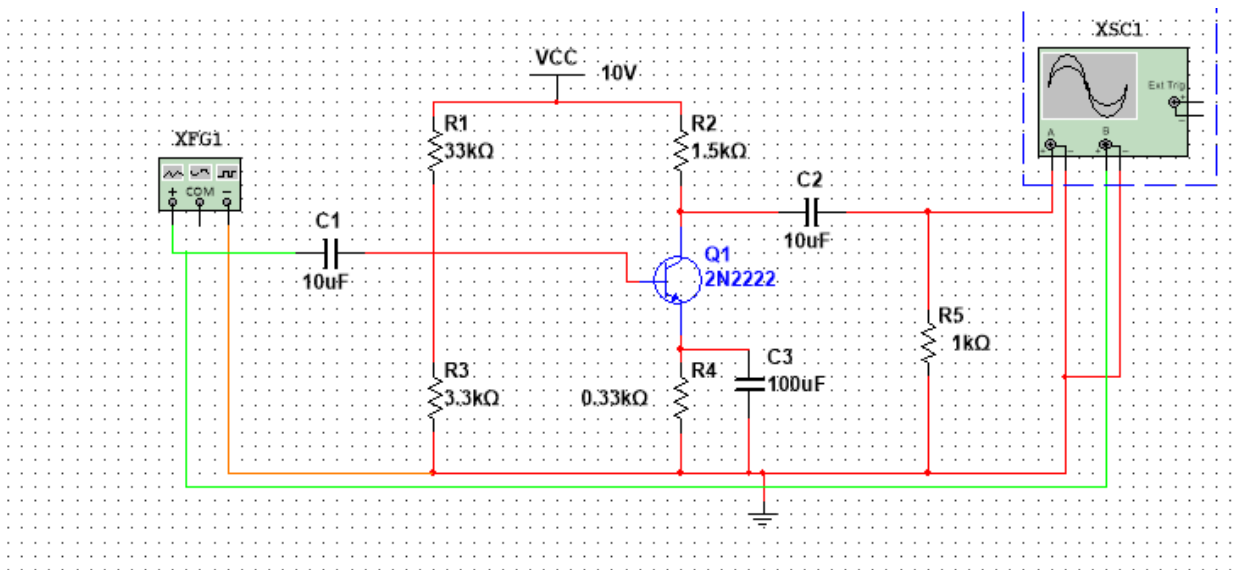 XSC1
VCC
10V
Ext Trig
+
-
R1
33kΩ
R2
1.5kΩ
XFG1
+ COM -
A
B
+ - + -
C2
10uF
C1
10uF
Q1
2N2222
R5
1kΩ
R3
3.3kΩ
R4
0.33kΩ
C3
100uF